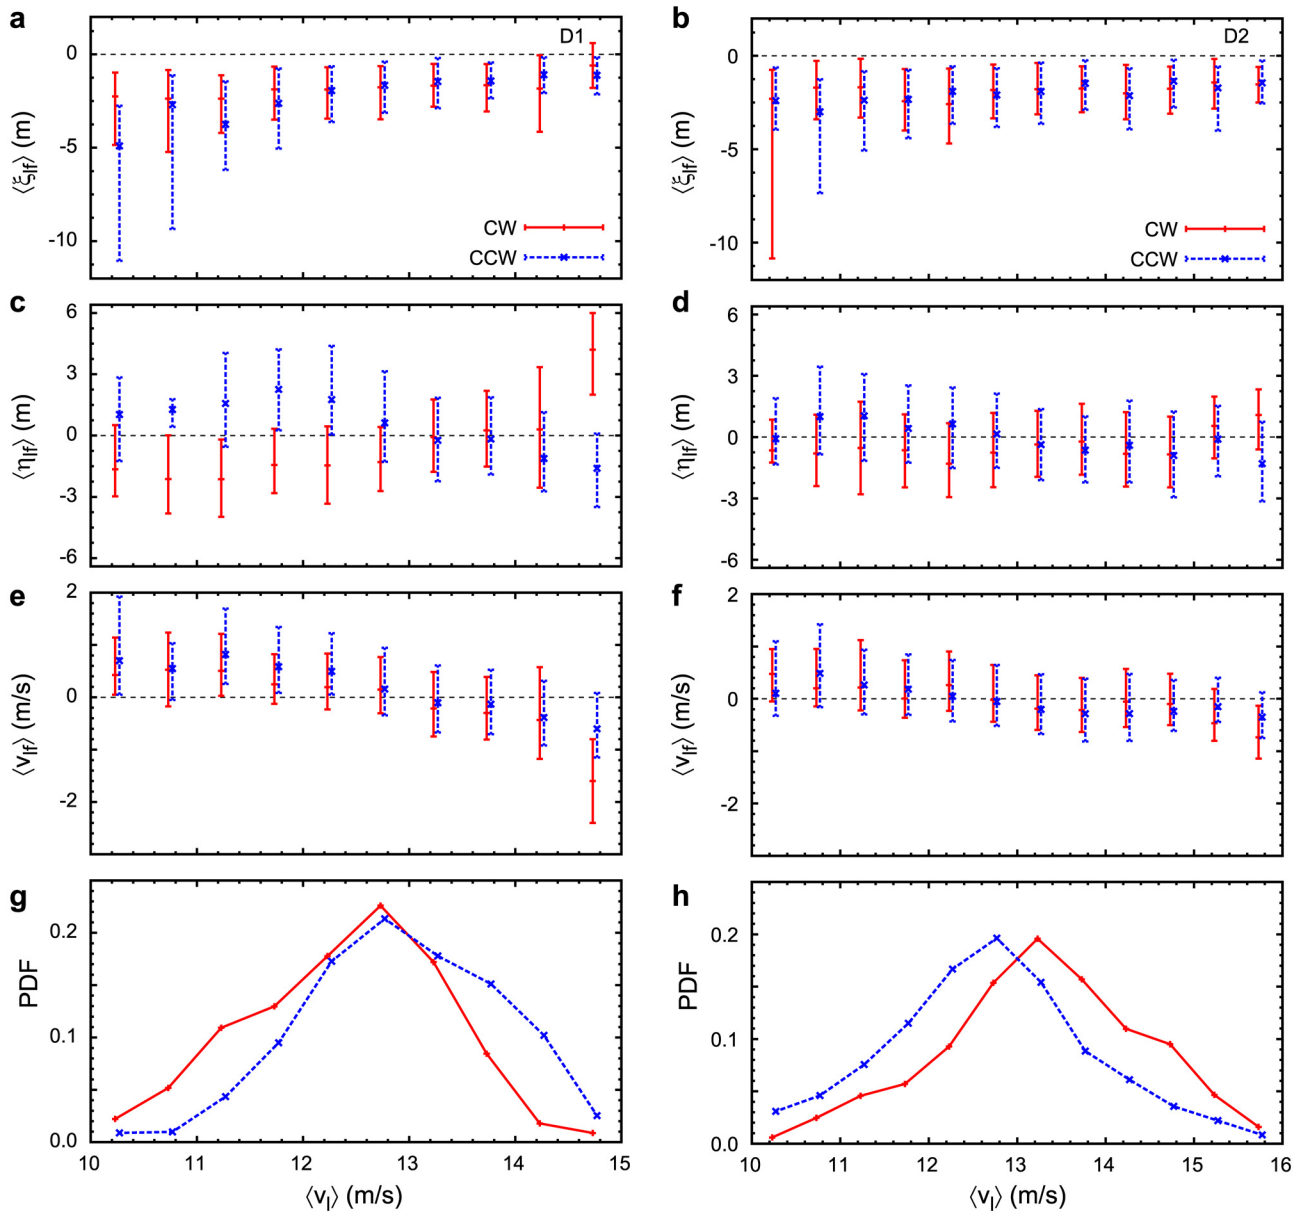 a
D1
0
-5
-10
⟨ξlf⟩ (m)
CW
CCW
b
D2
0
-5
-10
⟨ξlf⟩ (m)
CW
CCW
c
6
3
0
-3
-6
⟨ηlf⟩ (m)
d
6
3
0
-3
-6
⟨ηlf⟩ (m)
e
2
0
-2
⟨vlf⟩ (m/s)
f
2
0
-2
⟨vlf⟩ (m/s)
g
0.2
0.1
0.0
PDF
10 11 12 13 14 15
⟨vl⟩ (m/s)
h
0.2
0.1
0.0
PDF
10 11 12 13 14 15 16
⟨vl⟩ (m/s)